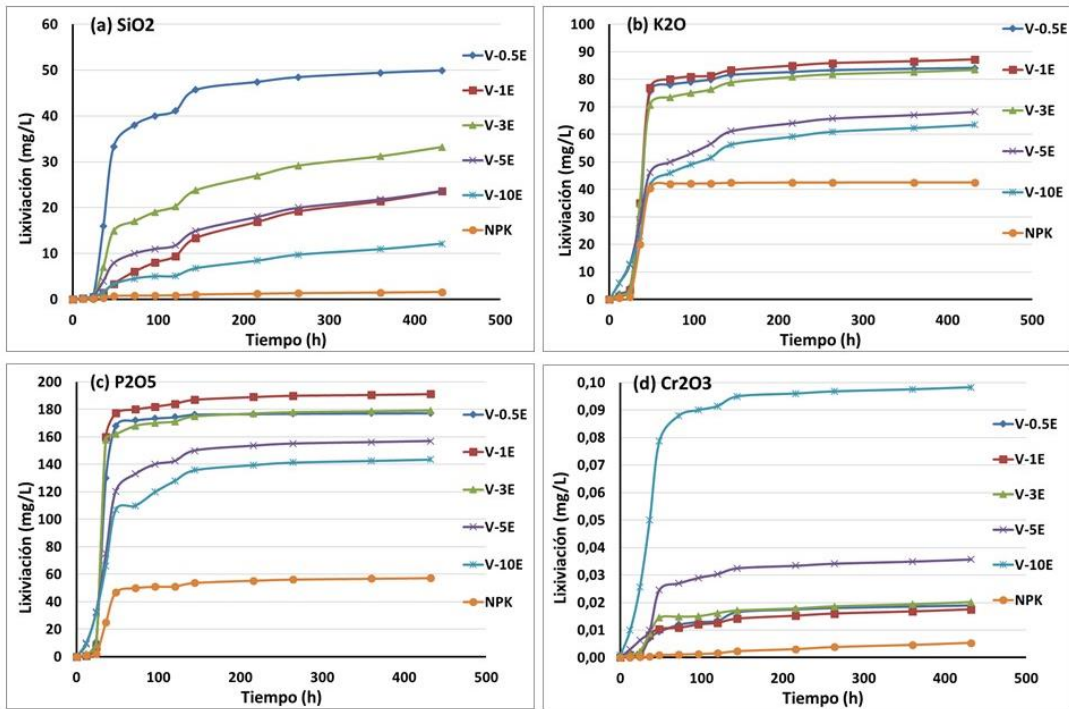 (a) SiO2
Lixiviación (mg/L)
60
50
40
30
20
10
0
0 100 200 300 400 500
Tiempo (h)
V-0.5E
V-1E
V-3E
V-5E
V-10E
NPK
(b) K2O
Lixiviación (mg/L)
100
90
80
70
60
50
40
30
20
10
0
0 100 200 300 400 500
Tiempo (h)
V-0.5E
V-1E
V-3E
V-5E
V-10E
NPK
(c) P2O5
Lixiviación (mg/L)
200
180
160
140
120
100
80
60
40
20
0
0 100 200 300 400 500
Tiempo (h)
V-0.5E
V-1E
V-3E
V-5E
V-10E
NPK
(d) Cr2O3
Lixiviación (mg/L)
0,10
0,09
0,08
0,07
0,06
0,05
0,04
0,03
0,02
0,01
0,00
0 100 200 300 400 500
Tiempo (h)
V-0.5E
V-1E
V-3E
V-5E
V-10E
NPK